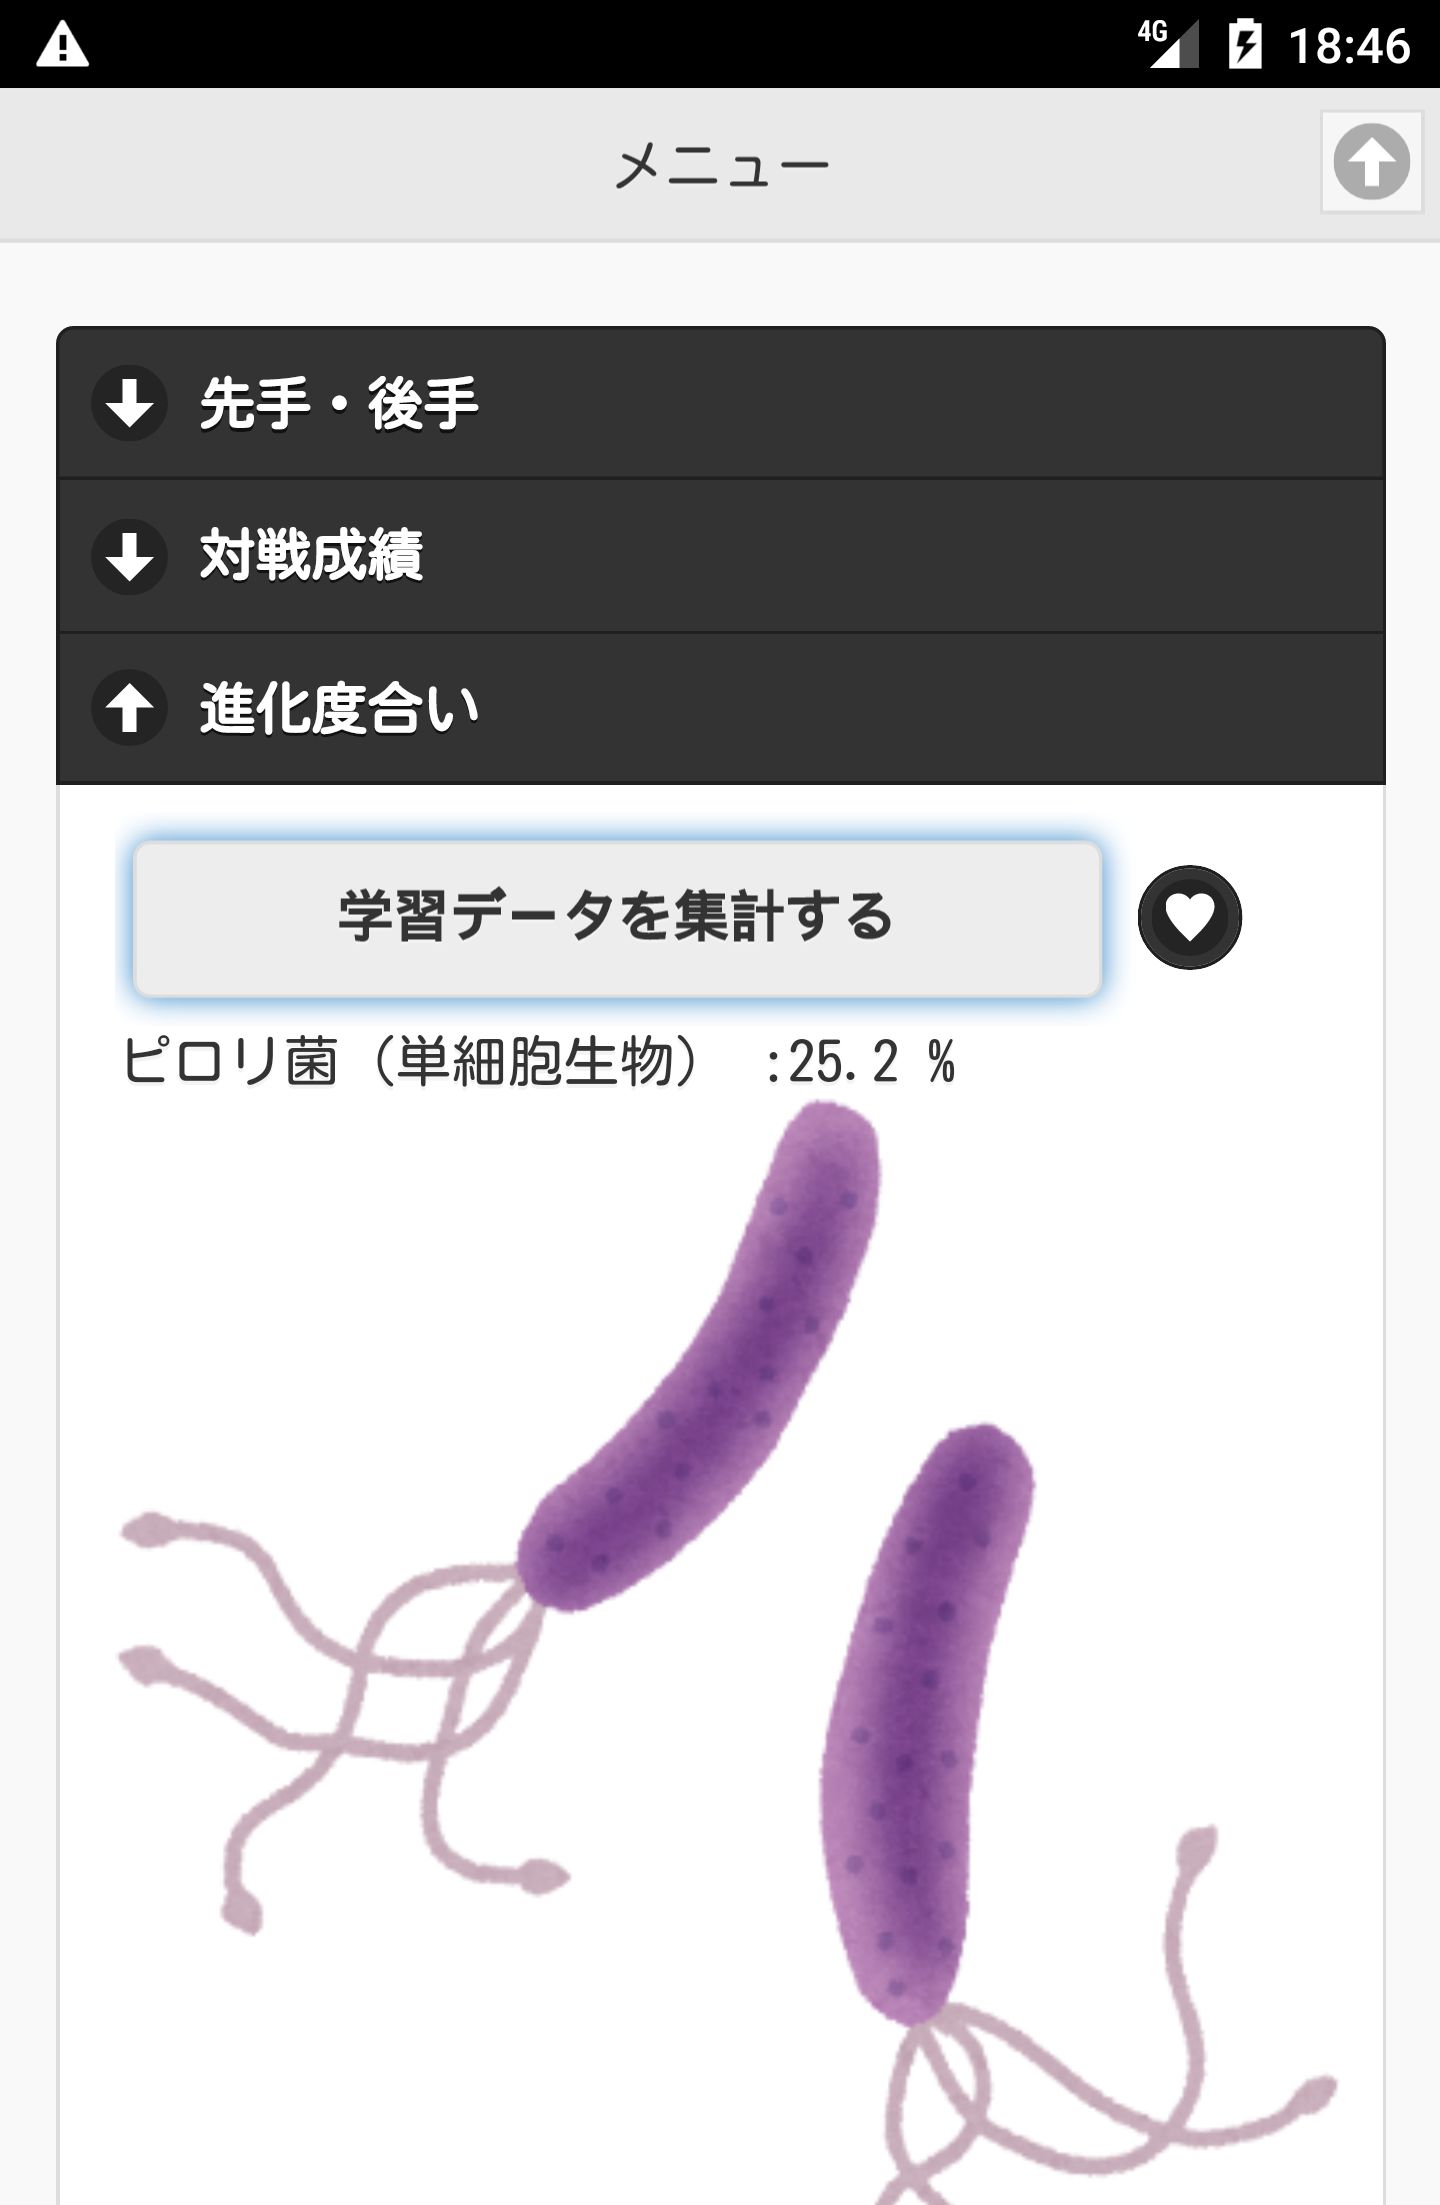 4G 18:46
メニュー
先手・後手
対戦成績
進化度合い
学習データを集計する
ピロリ菌（単細胞生物）　:25.2 %